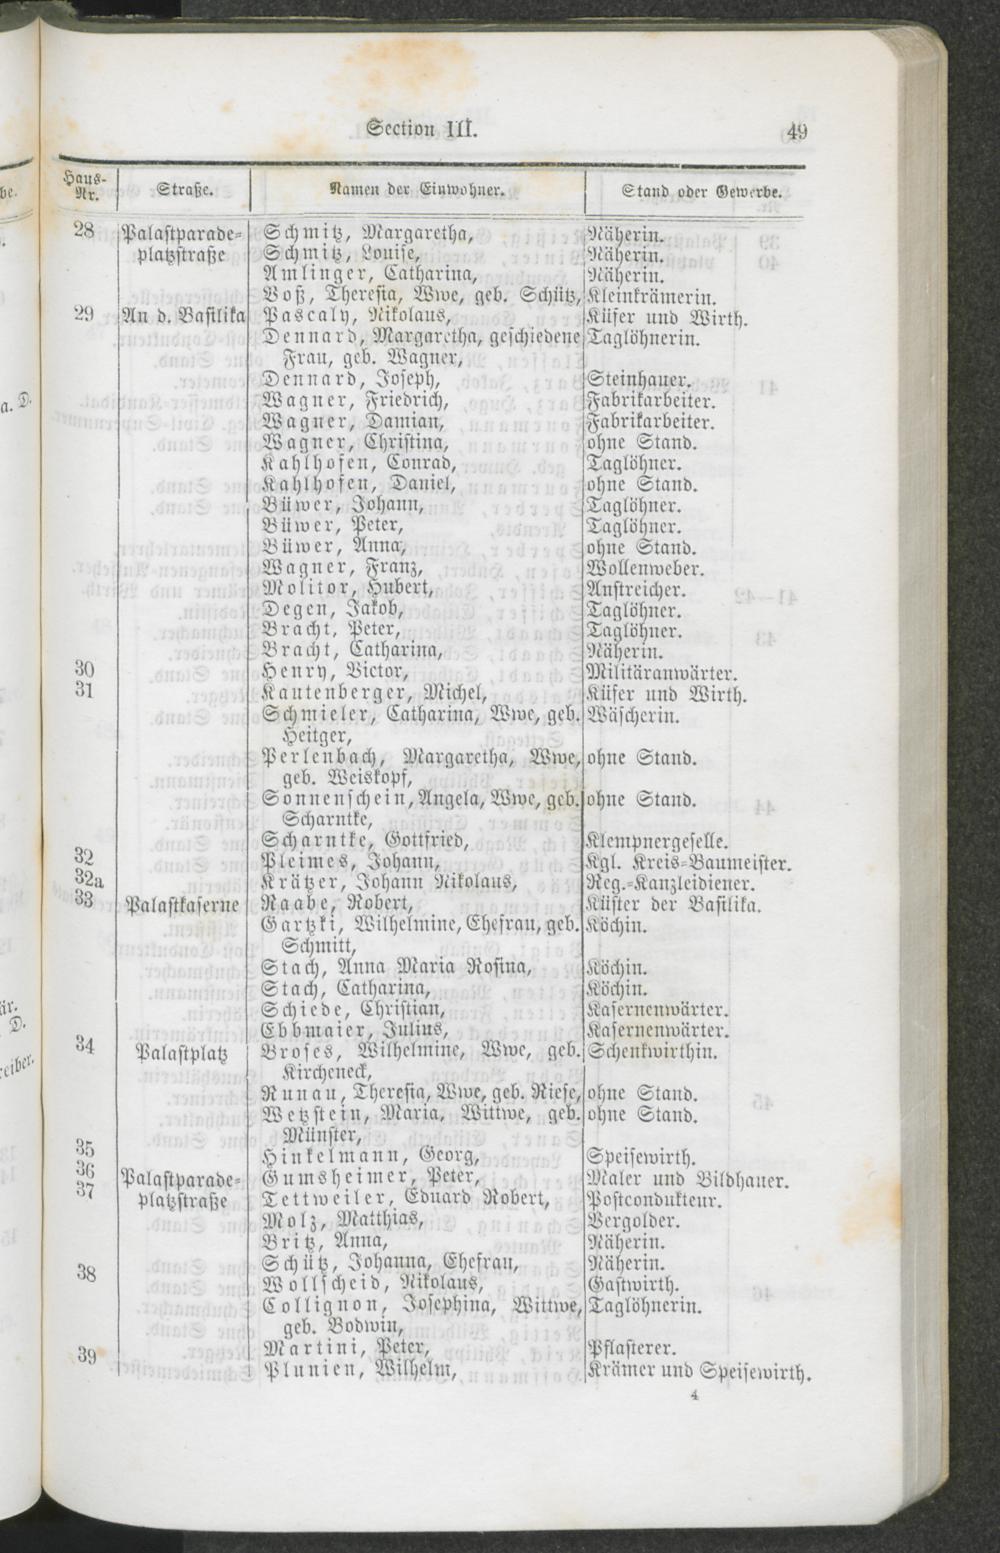 Section III. 49
Haus-Nr. Straße. Namen der Einwohner. Stand oder Gewerbe.
28 Palastparade- Schmitz, Margaretha, Näherin.
platzstraße Schmitz, Louise, Näherin.
Amlinger, Catharina, Näherin.
Voß, Theresia, Wwe, geb. Schütz, Kleinkrämerin.
29 An d. Basilika Pascaly, Nikolaus, Küfer und Wirth.
Dennard, Margaretha, geschiedene Taglöhnerin.
Frau, geb. Wagner,
Dennard, Joseph, Steinhauer.
Wagner, Friedrich, Fabrikarbeiter.
Wagner, Damian, Fabrikarbeiter.
Wagner, Christina, ohne Stand.
Kahlhofen, Conrad, Taglöhner.
Kahlhofen, Daniel, ohne Stand.
Büwer, Johann, Taglöhner.
Büwer, Peter, Taglöhner.
Büwer, Anna, ohne Stand.
Wagner, Franz, Wollenweber.
Molitor, Hubert, Anstreicher.
Degen, Jakob, Taglöhner.
Bracht, Peter, Taglöhner.
Bracht, Catharina, Näherin.
30 Henry, Victor, Militäranwärter.
31 Kautenberger, Michel, Küfer und Wirth.
Schmieler, Catharina, Wwe, geb. Wäscherin.
Heitger,
Perlenbach, Margaretha, Wwe, ohne Stand.
geb. Weiskopf,
Sonnenschein, Angela, Wwe, geb. ohne Stand.
Scharntke,
Scharntke, Gottfried, Klempnergeselle.
32 Pleimes, Johann, Kgl. Kreis-Baumeister.
32a Krätzer, Johann Nikolaus, Reg.-Kanzleidiener.
33 Palastkaserne Raabe, Robert, Küster der Basilika.
Gartzki, Wilhelmine, Ehefrau, geb. Köchin.
Schmitt,
Stach, Anna Maria Rosina, Köchin.
Stach, Catharina, Köchin.
Schiede, Christian, Kasernenwärter.
Ebbmaier, Julius, Kasernenwärter.
34 Palastplatz Broses, Wilhelmine, Wwe, geb. Schenkwirthin.
Kircheneck,
Runau, Theresia, Wwe, geb. Riese, ohne Stand.
Wetzstein, Maria, Wittwe, geb. ohne Stand.
Münster,
35 Hinkelmann, Georg, Speisewirth.
36 Palastparade- Gumsheimer, Peter, Maler und Bildhauer.
37 platzstraße Tettweiler, Eduard Robert, Postcondukteur.
Molz, Matthias, Vergolder.
Britz, Anna, Näherin.
Schütz, Johanna, Ehefrau, Näherin.
38 Wollscheid, Nikolaus, Gastwirth.
Collignon, Josephina, Wittwe, Taglöhnerin.
geb. Bodwin,
Martini, Peter, Pflasterer.
39 Plunien, Wilhelm, Krämer und Speisewirth.
4